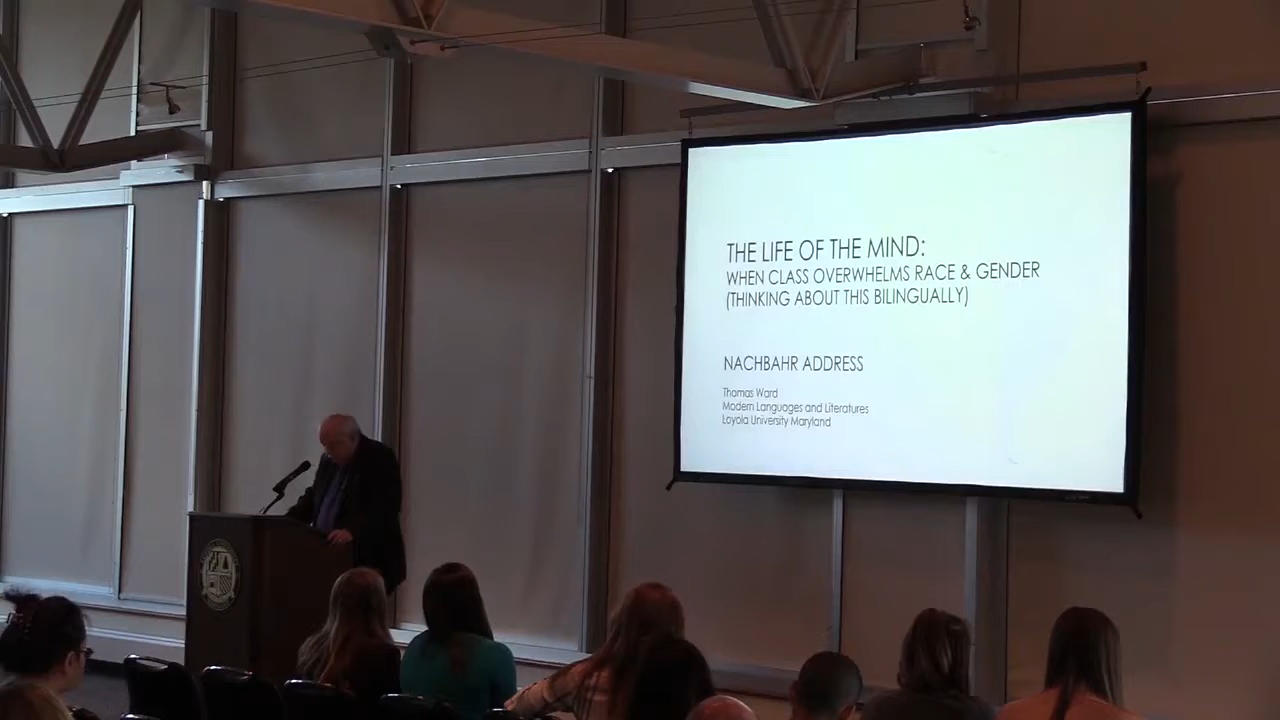 THE LIFE OF THE MIND:
WHEN CLASS OVERWHELMS RACE & GENDER
(THINKING ABOUT THIS BILINGUALLY)
NACHBAHR ADDRESS
Thomas Ward
Modern Languages and Literatures
Loyola University Maryland